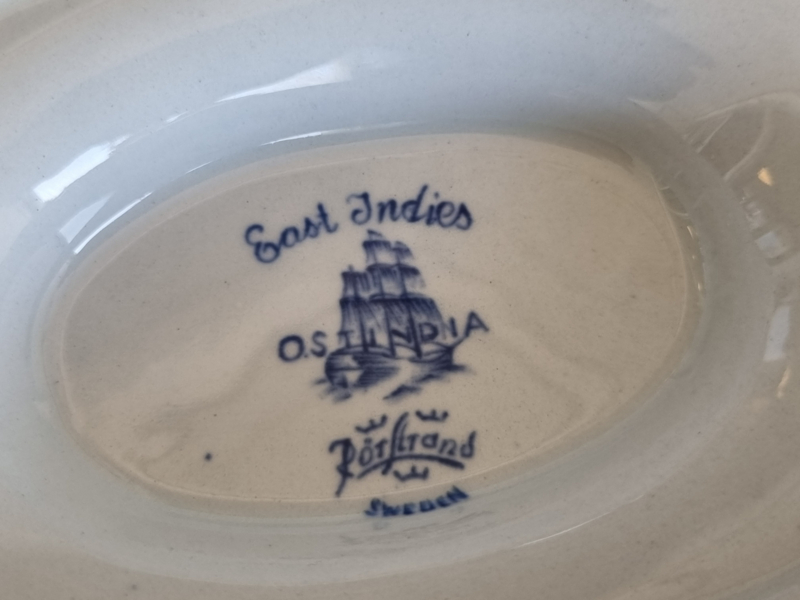 East Indies
OSTINDIA
RörStrand
SWEDEN